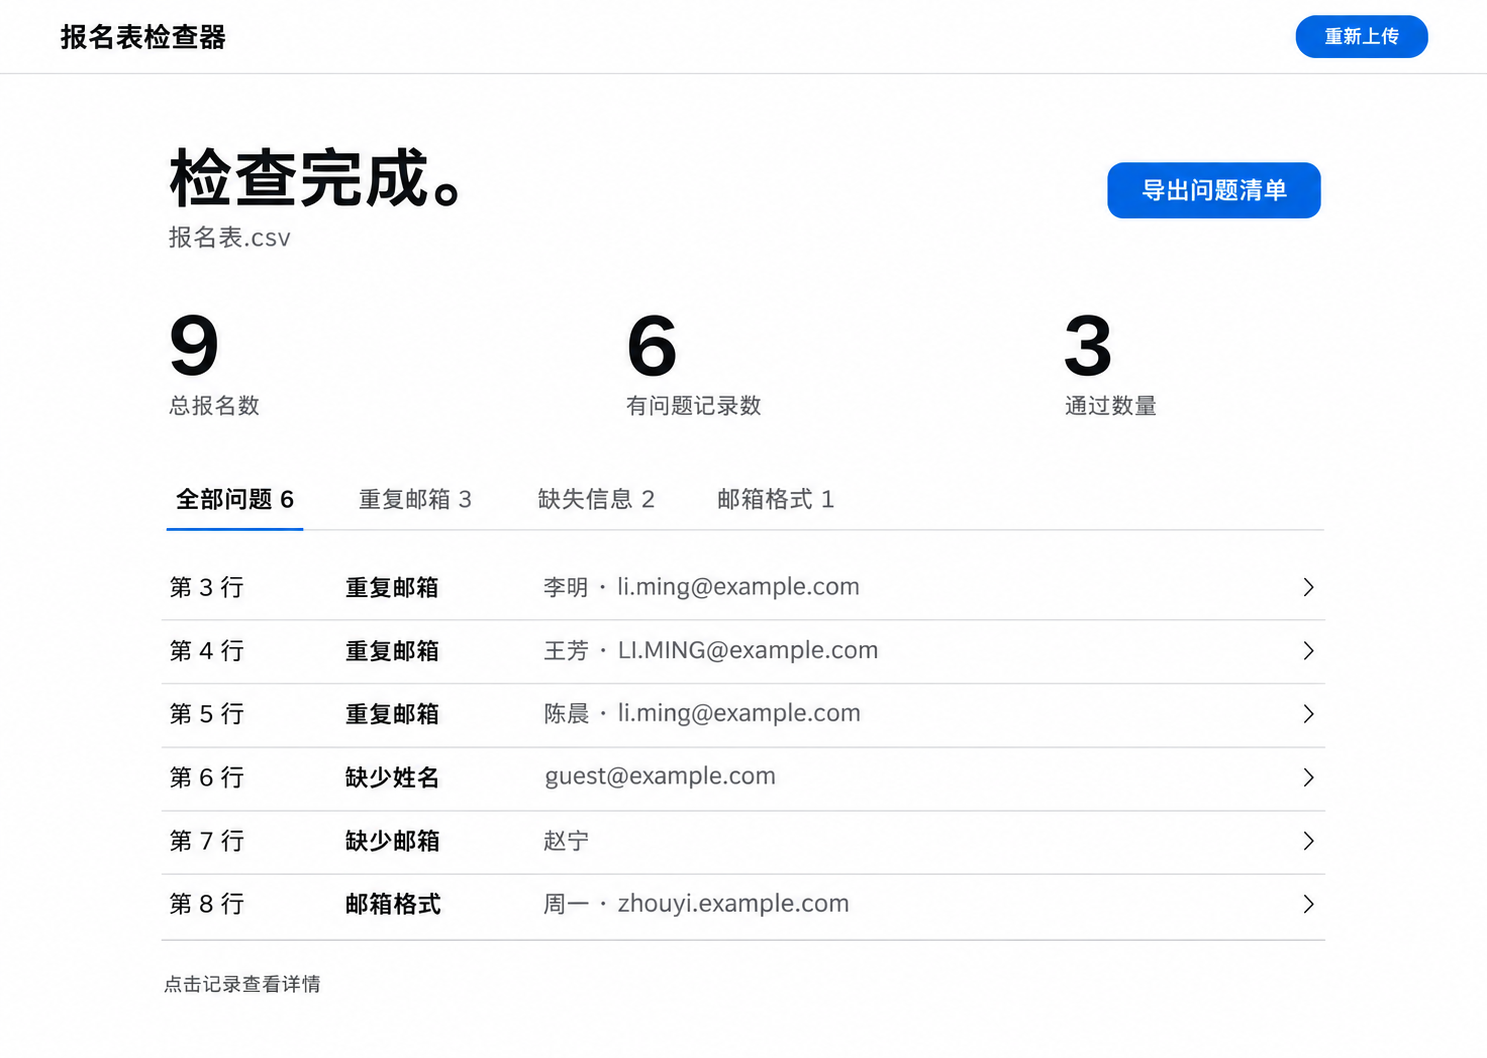 报名表检查器
重新上传
检查完成。
导出问题清单
报名表.csv
9
总报名数
6
有问题记录数
3
通过数量
全部问题 6 重复邮箱 3 缺失信息 2 邮箱格式 1
第 3 行 重复邮箱 李明 · li.ming@example.com
第 4 行 重复邮箱 王芳 · LI.MING@example.com
第 5 行 重复邮箱 陈晨 · li.ming@example.com
第 6 行 缺少姓名 guest@example.com
第 7 行 缺少邮箱 赵宁
第 8 行 邮箱格式 周一 · zhouyi.example.com
点击记录查看详情